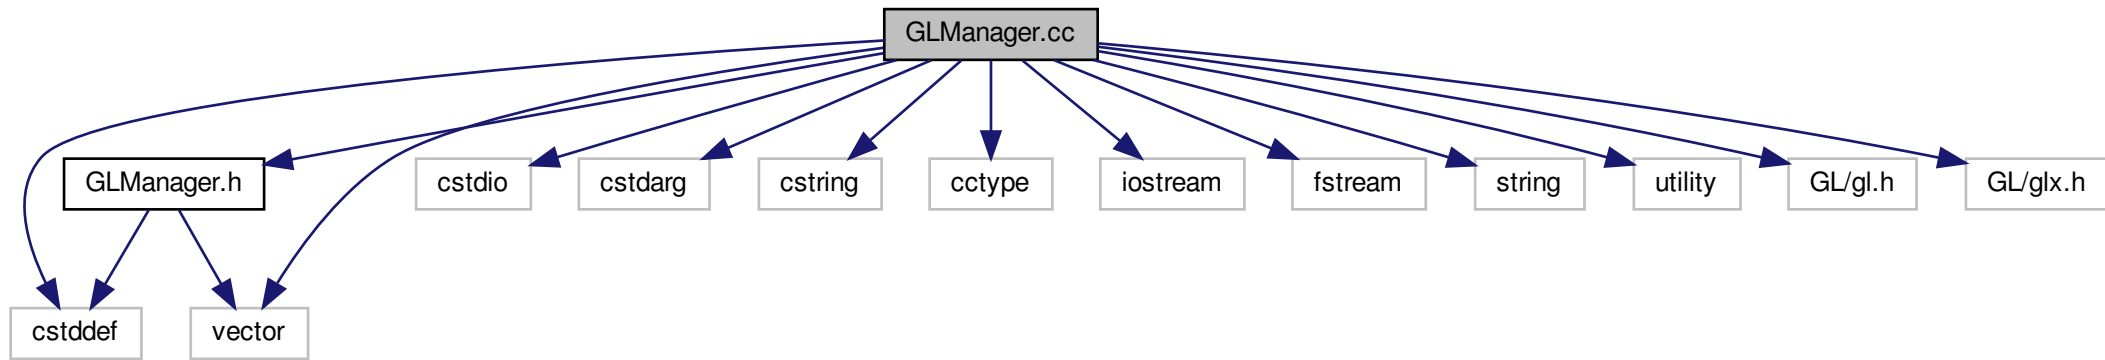 GLManager.cc
GLManager.h
cstdio
cstdarg
cstring
cctype
iostream
fstream
string
utility
GL/gl.h
GL/glx.h
cstddef
vector